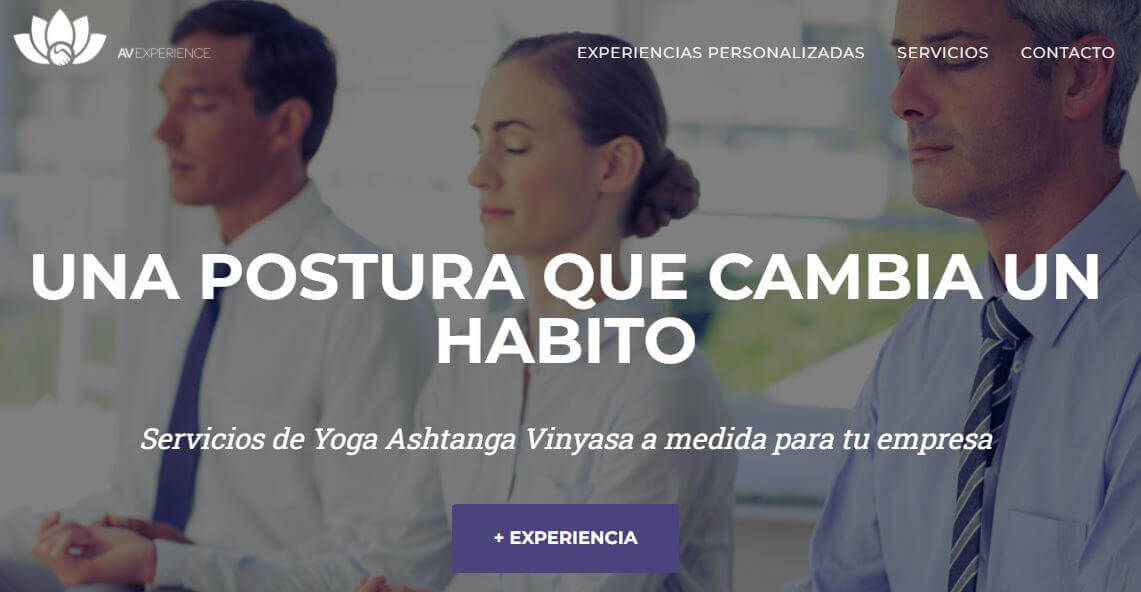 AVEXPERIENCE
EXPERIENCIAS PERSONALIZADAS SERVICIOS CONTACTO
UNA POSTURA QUE CAMBIA UN
HABITO
Servicios de Yoga Ashtanga Vinyasa a medida para tu empresa
+ EXPERIENCIA